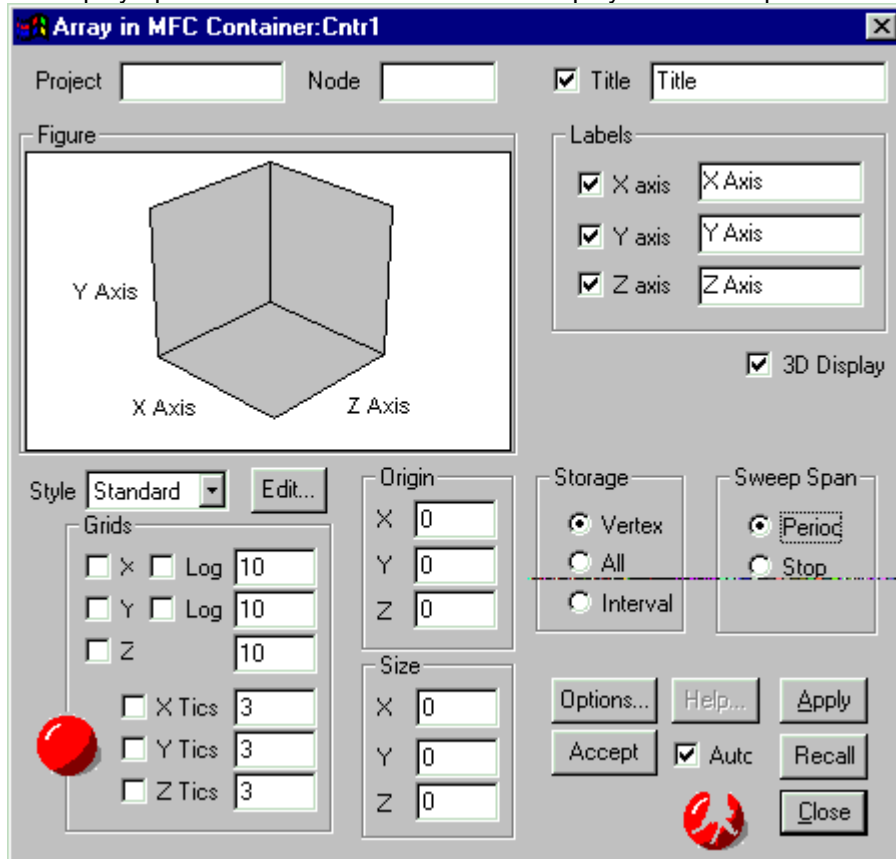 Array in MFC Container:Cntr1
Project Node Title Title
Figure
Y Axis
X Axis Z Axis
Labels
X axis X Axis
Y axis Y Axis
Z axis Z Axis
3D Display
Style Standard Edit...
Grids
X Log 10
Y Log 10
Z 10
X Tics 3
Y Tics 3
Z Tics 3
Origin
X 0
Y 0
Z 0
Size
X 0
Y 0
Z 0
Storage
Vertex
All
Interval
Sweep Span
Period
Stop
Options... Help... Apply
Accept Autc Recall
Close